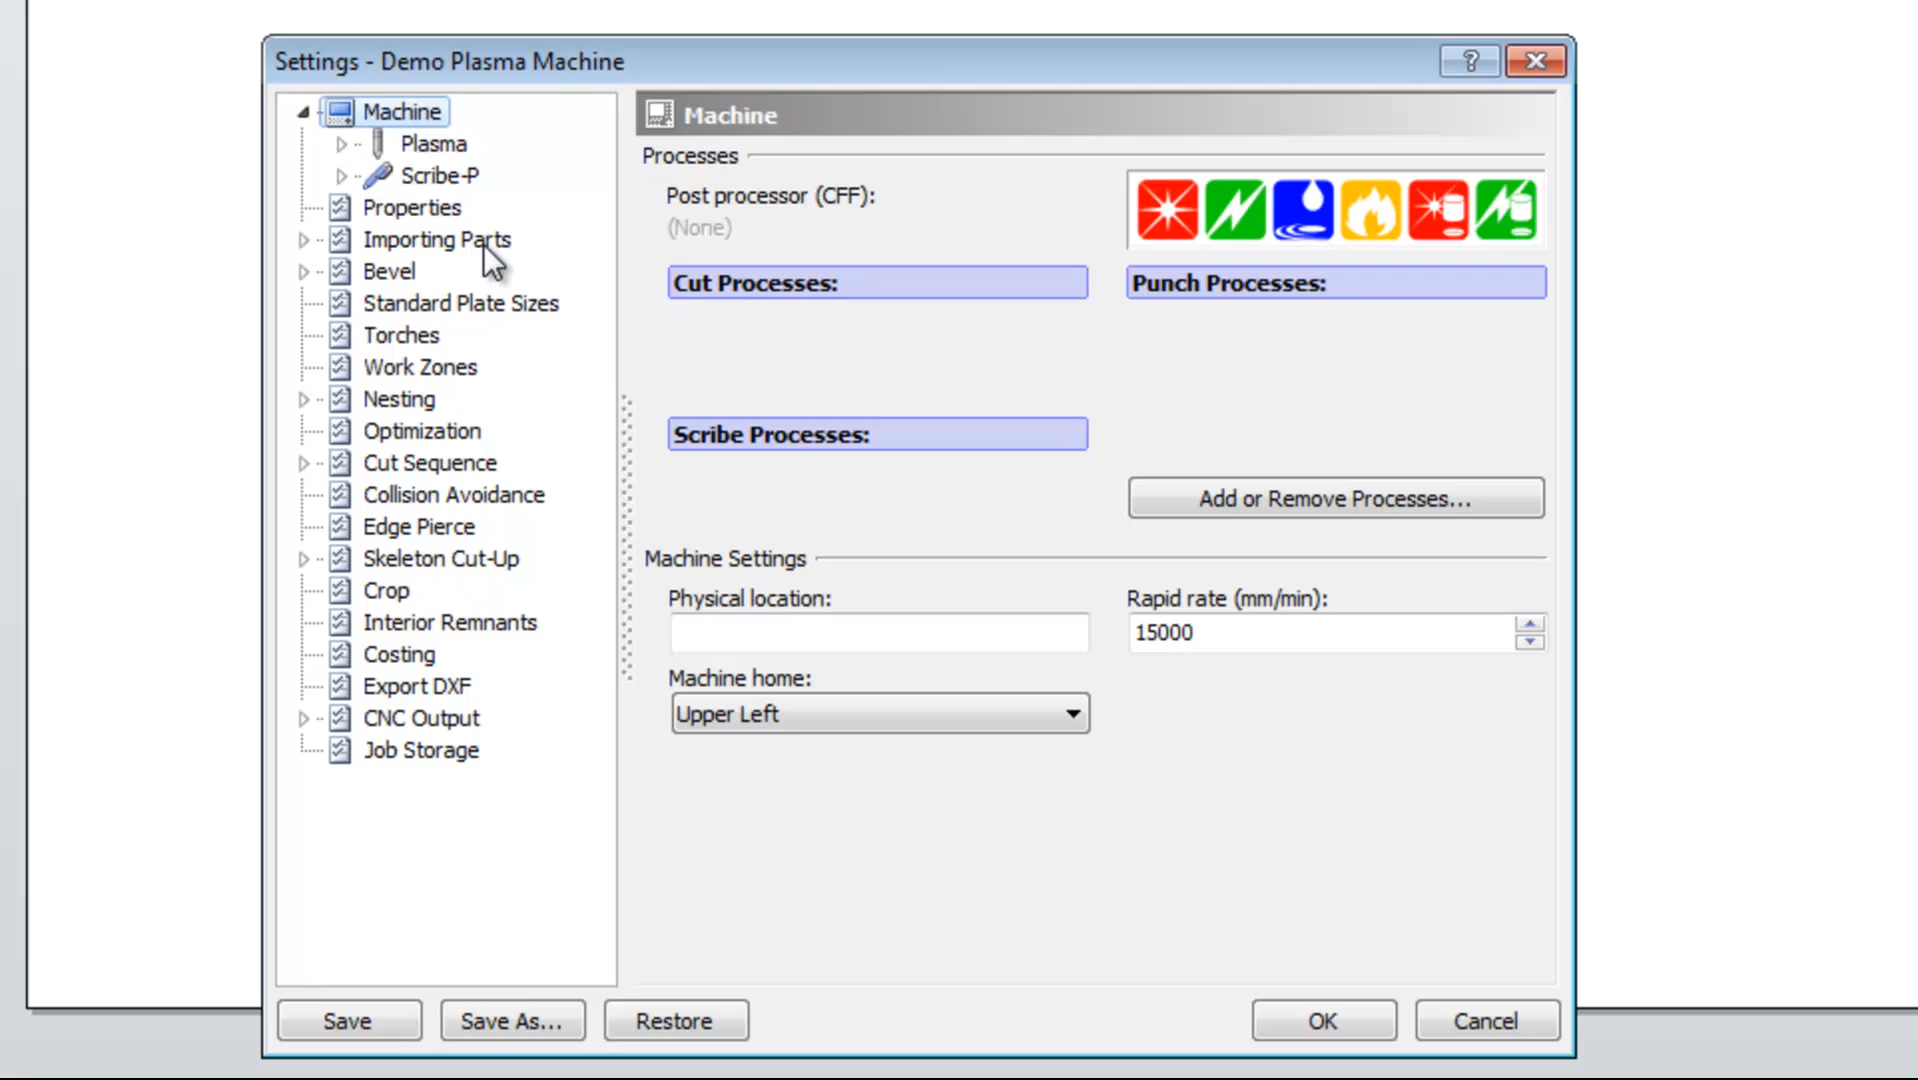 Settings - Demo Plasma Machine
?
Machine
Plasma
Scribe-P
Properties
Importing Parts
Bevel
Standard Plate Sizes
Torches
Work Zones
Nesting
Optimization
Cut Sequence
Collision Avoidance
Edge Pierce
Skeleton Cut-Up
Crop
Interior Remnants
Costing
Export DXF
CNC Output
Job Storage
Machine
Processes
Post processor (CFF):
(None)
Cut Processes:
Punch Processes:
Scribe Processes:
Add or Remove Processes...
Machine Settings
Physical location:
Rapid rate (mm/min):
15000
Machine home:
Upper Left
Save
Save As...
Restore
OK
Cancel